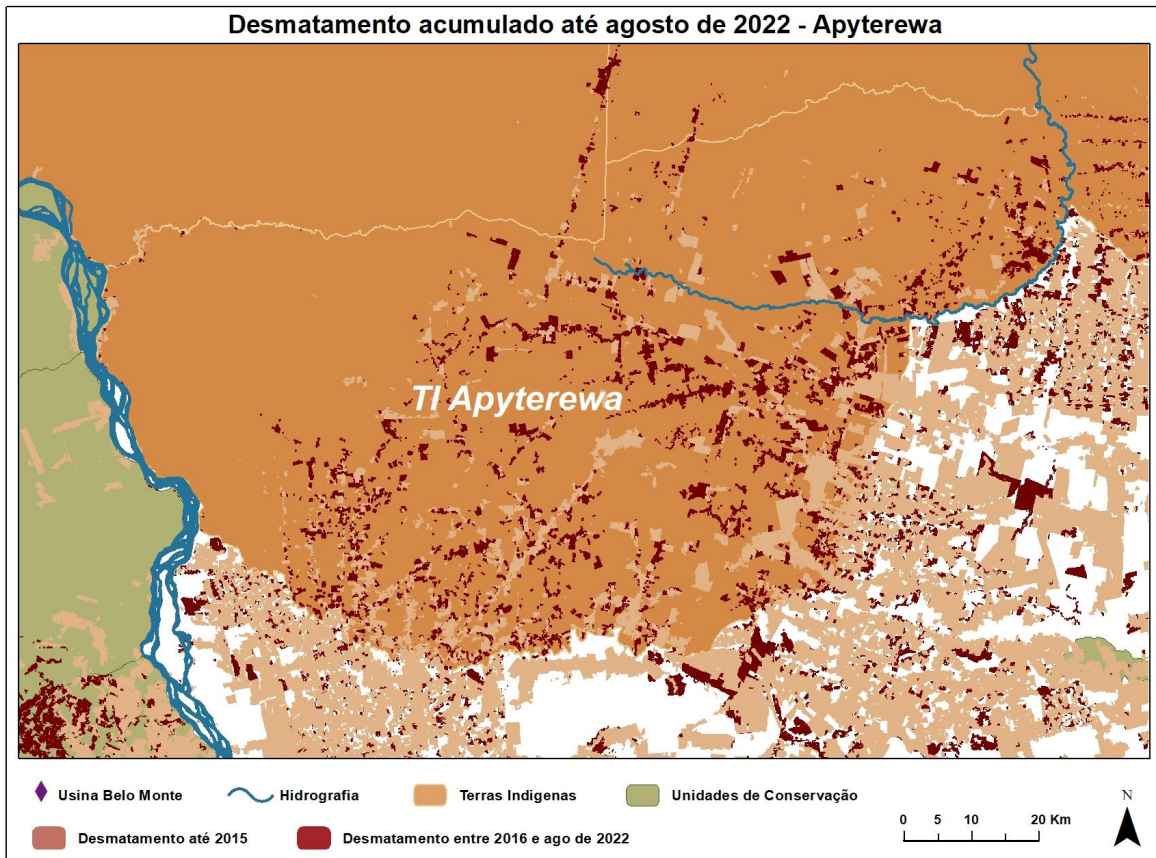 Desmatamento acumulado até agosto de 2022 - Apyterewa
TI Apyterewa
Usina Belo Monte
Hidrografia
Terras Indigenas
Unidades de Conservação
Desmatamento até 2015
Desmatamento entre 2016 e ago de 2022
0 5 10 20 Km
N